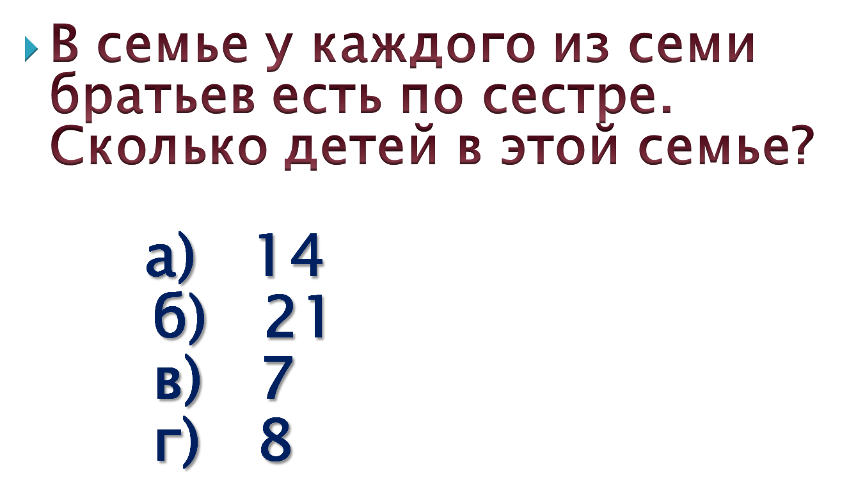 В семье у каждого из семи
братьев есть по сестре.
Сколько детей в этой семье?
а) 14
б) 21
в) 7
г) 8